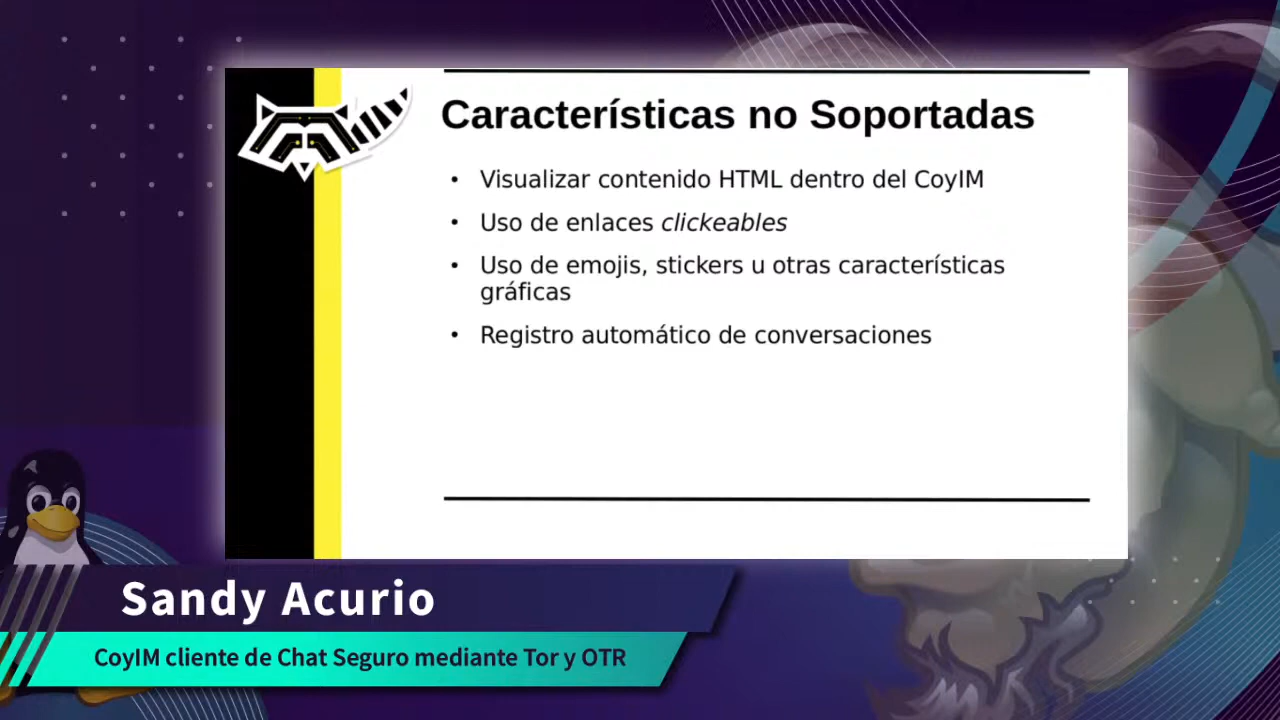 Características no Soportadas
• Visualizar contenido HTML dentro del CoyIM
• Uso de enlaces clickeables
• Uso de emojis, stickers u otras características
gráficas
• Registro automático de conversaciones
Sandy Acurio
CoyIM cliente de Chat Seguro mediante Tor y OTR